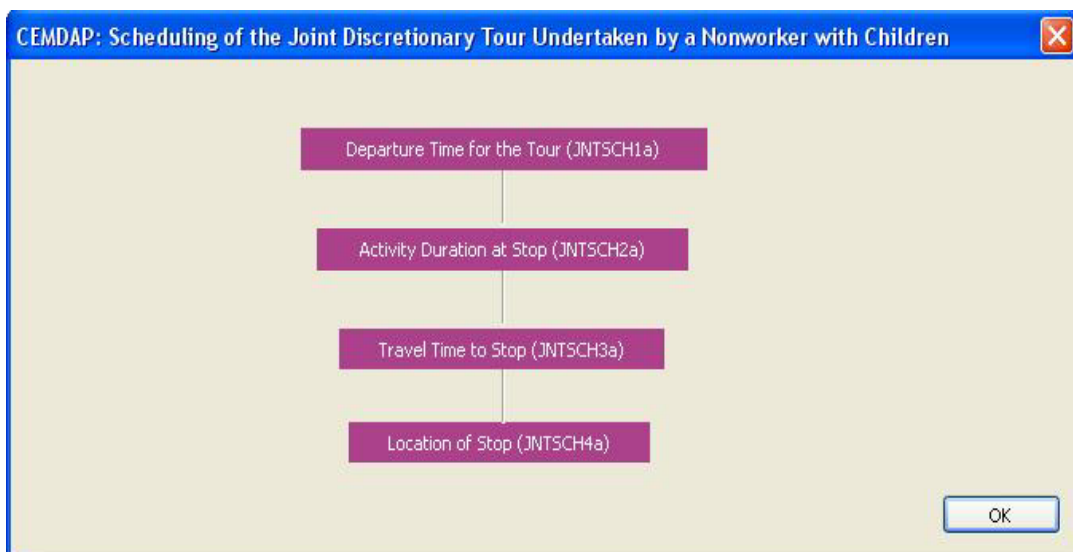 CEMDAP: Scheduling of the Joint Discretionary Tour Undertaken by a Nonworker with Children
Departure Time for the Tour (JNTSCH1a)
Activity Duration at Stop (JNTSCH2a)
Travel Time to Stop (JNTSCH3a)
Location of Stop (JNTSCH4a)
OK